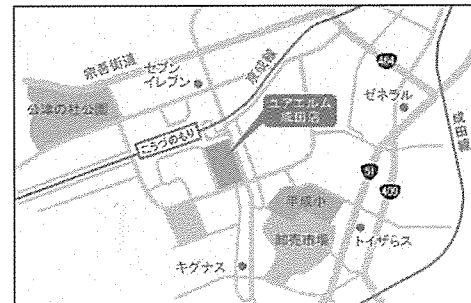 宗吾街道
セブン
イレブン
京成線
464
成田線
公津の杜公園
ユアエルム
成田店
ゼネラル
こうづのもり
51
464
平成小
卸売市場
トイザらス
キグナス